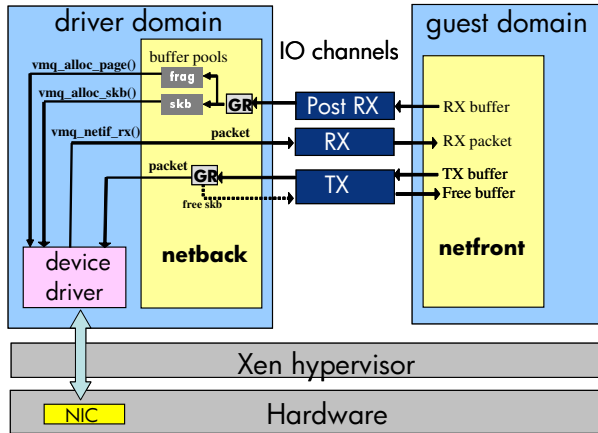 driver domain
guest domain
IO channels
buffer pools
vmq_alloc_page()
frag
vmq_alloc_skb()
skb
GR
Post RX
RX buffer
vmq_netif_rx()
packet
RX
RX packet
packet
GR
TX
TX buffer
Free buffer
free skb
netback
netfront
device
driver
Xen hypervisor
NIC
Hardware